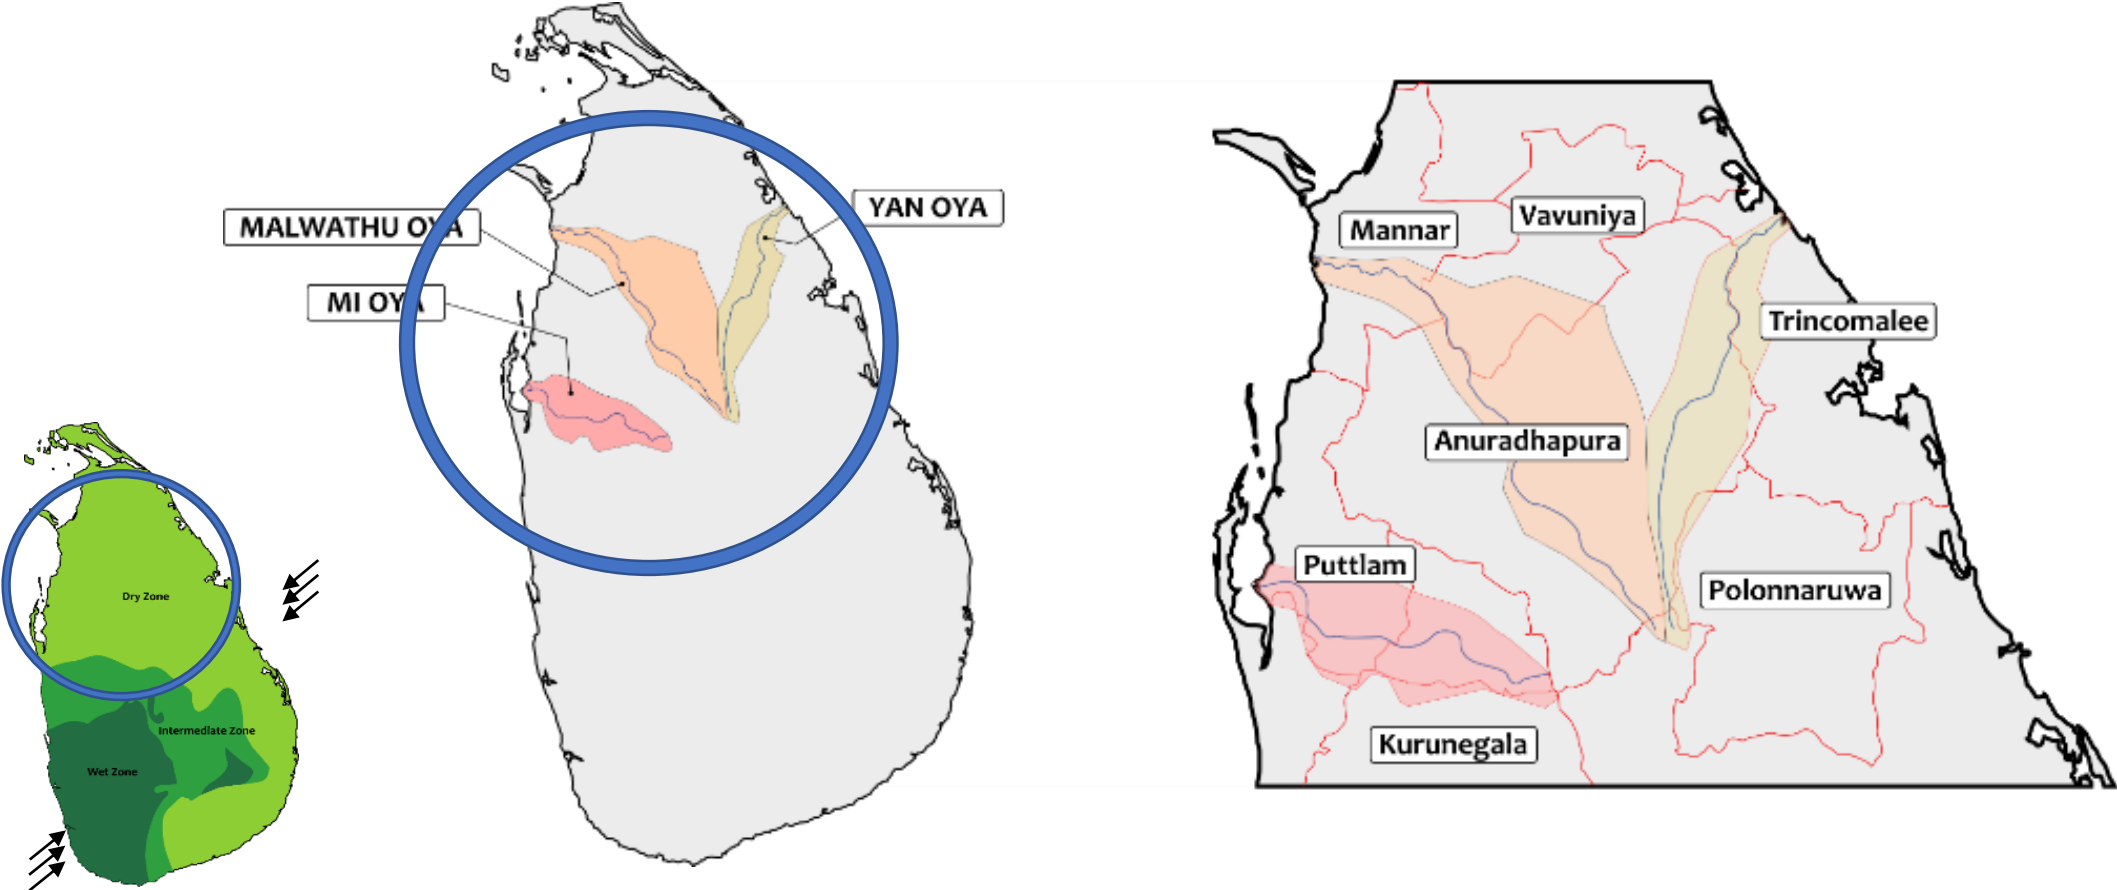 MALWATHU OYA
YAN OYA
MI OYA
Dry Zone
Intermediate Zone
Wet Zone
Mannar
Vavuniya
Trincomalee
Anuradhapura
Puttlam
Polonnaruwa
Kurunegala